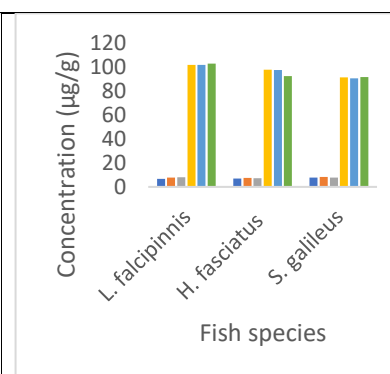 Concentration (µg/g)
120
100
80
60
40
20
0
L. falcipinnis
H. fasciatus
S. galileus
Fish species